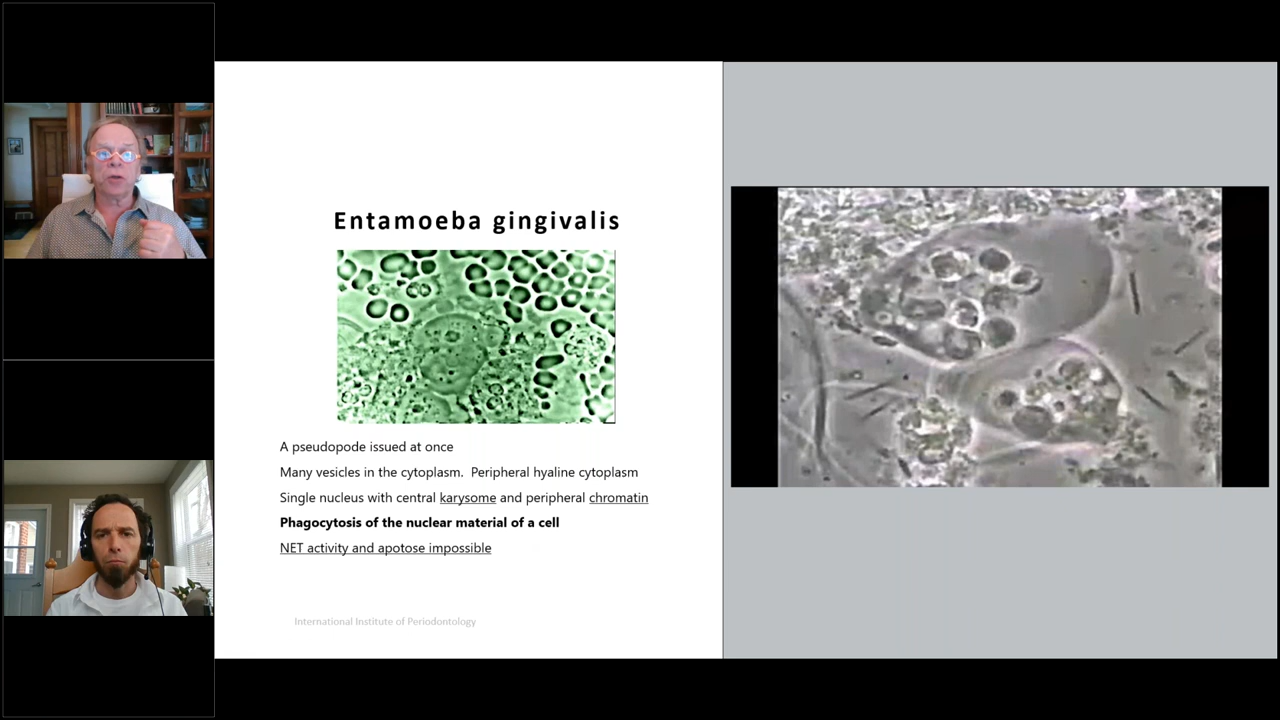 Entamoeba gingivalis
A pseudopode issued at once
Many vesicles in the cytoplasm. Peripheral hyaline cytoplasm
Single nucleus with central karysome and peripheral chromatin
Phagocytosis of the nuclear material of a cell
NET activity and apotose impossible
International Institute of Periodontology